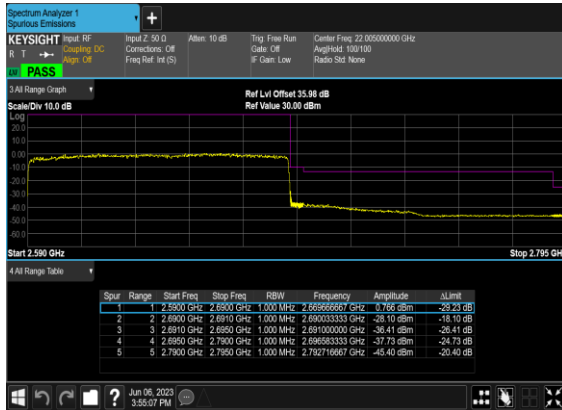 Spectrum Analyzer 1
Spurious Emissions
KEYSIGHT
R T
Input: RF
Coupling: DC
Align: Off
Input Z: 50 Ω
Corrections: Off
Freq Ref: Int (S)
Atten: 10 dB
Trig: Free Run
Gate: Off
IF Gain: Low
Center Freq: 22.005000000 GHz
Avg|Hold: 100/100
Radio Std: None
PASS
3 All Range Graph
Scale/Div 10.0 dB
Ref Lvl Offset 35.98 dB
Ref Value 30.00 dBm
Log
20.0
10.0
0.00
-10.0
-20.0
-30.0
-40.0
-50.0
-60.0
Start 2.590 GHz
Stop 2.795 GH
4 All Range Table
Spur Range Start Freq Stop Freq RBW Frequency Amplitude ΔLimit
1 1 2.5900 GHz 2.6900 GHz 1.000 MHz 2.669666667 GHz 0.766 dBm -29.23 dB
2 2 2.6900 GHz 2.6910 GHz 1.000 MHz 2.690033333 GHz -28.10 dBm -18.10 dB
3 3 2.6910 GHz 2.6950 GHz 1.000 MHz 2.691000000 GHz -36.41 dBm -26.41 dB
4 4 2.6950 GHz 2.7900 GHz 1.000 MHz 2.696583333 GHz -37.73 dBm -24.73 dB
5 5 2.7900 GHz 2.7950 GHz 1.000 MHz 2.792716667 GHz -45.40 dBm -20.40 dB
?
Jun 06, 2023
3:55:07 PM